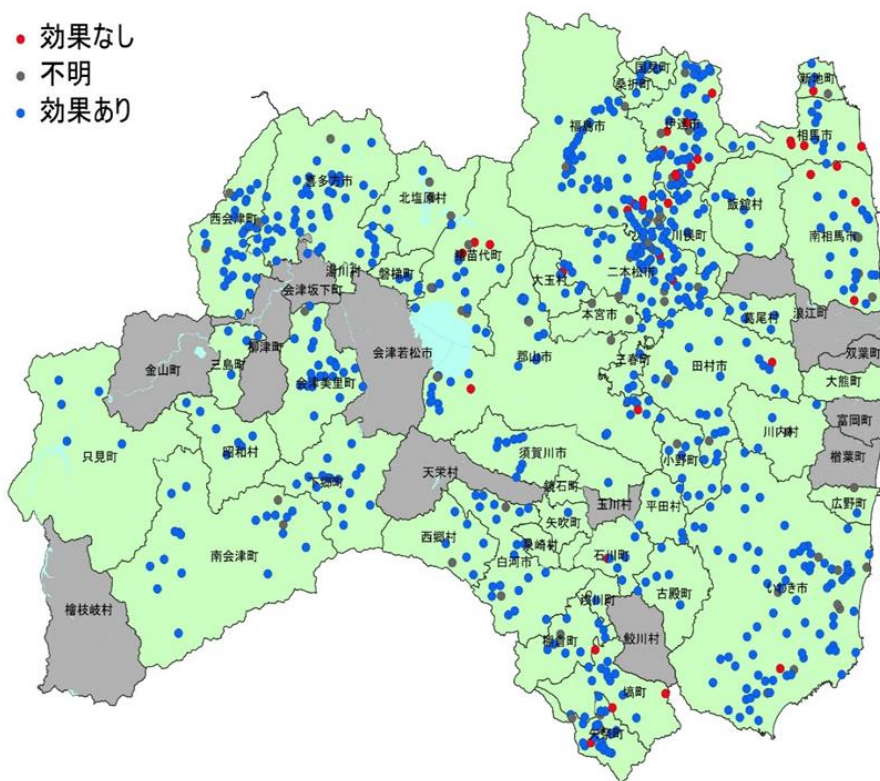 効果なし
不明
効果あり
国見町
桑折町
新地町
伊達市
福島市
相馬市
喜多方市
北塩原村
飯舘村
西会津町
川俣町
南相馬市
猪苗代町
湯川村
磐梯町
大玉村
二本松市
会津坂下町
本宮市
葛尾村
浪江町
会津若松市
郡山市
三春町
双葉町
柳津町
金山町
三島町
田村市
大熊町
会津美里町
川内村
富岡町
只見町
昭和村
須賀川市
小野町
楢葉町
天栄村
下郷町
鏡石町
玉川村
平田村
広野町
矢吹町
西郷村
泉崎村
南会津町
白河市
石川町
いわき市
古殿町
浅川町
檜枝岐村
棚倉町
鮫川村
塙町
矢祭町